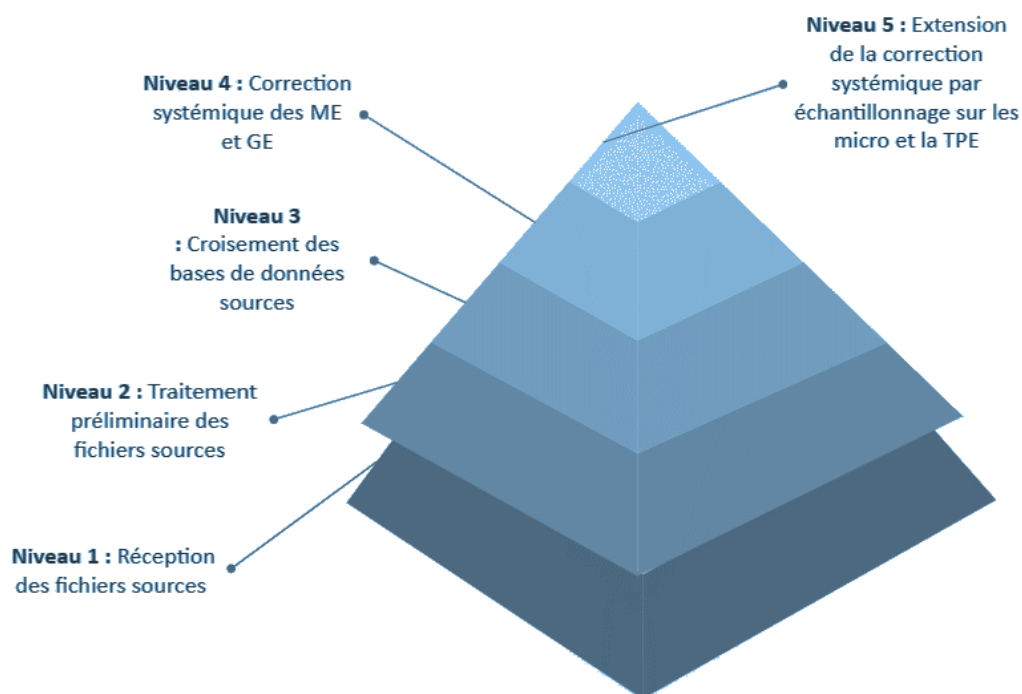 Niveau 5 : Extension
de la correction
systémique par
échantillonnage sur les
micro et la TPE
Niveau 4 : Correction
systémique des ME
et GE
Niveau 3
: Croisement des
bases de données
sources
Niveau 2 : Traitement
préliminaire des
fichiers sources
Niveau 1 : Réception
des fichiers sources